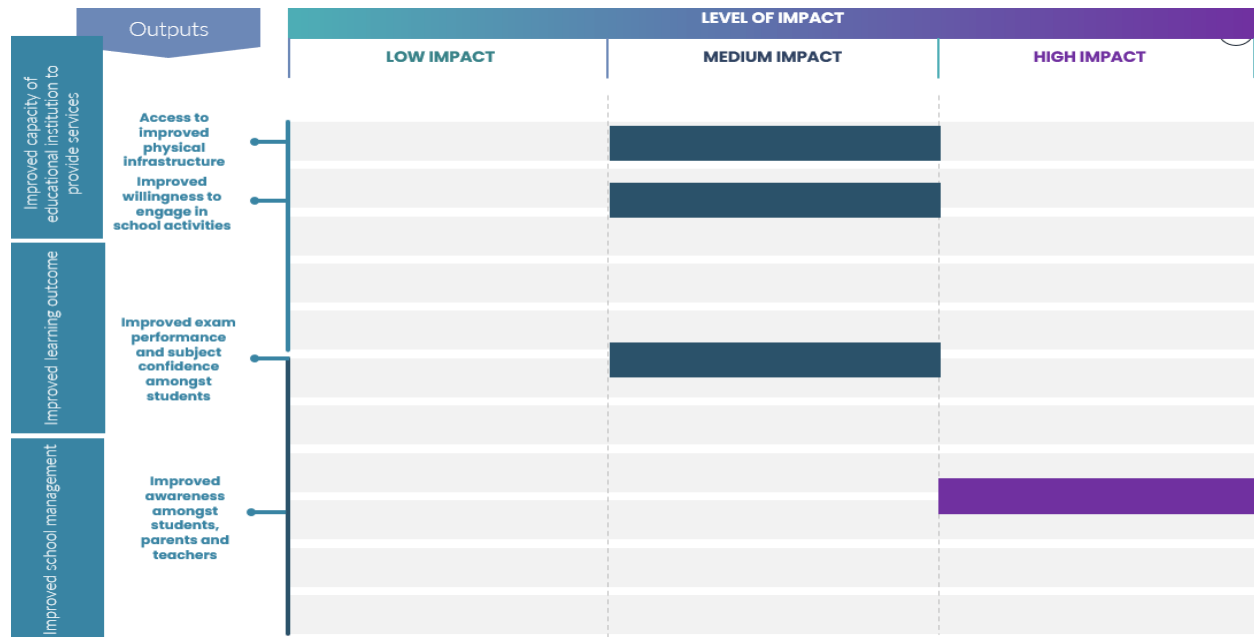 Outputs
LEVEL OF IMPACT
LOW IMPACT
MEDIUM IMPACT
HIGH IMPACT
Improved capacity of
educational institution to
provide services
Access to
improved
physical
infrastructure
Improved
willingness to
engage in
school activities
Improved learning outcome
Improved exam
performance
and subject
confidence
amongst
students
Improved school management
Improved
awareness
amongst
students,
parents and
teachers